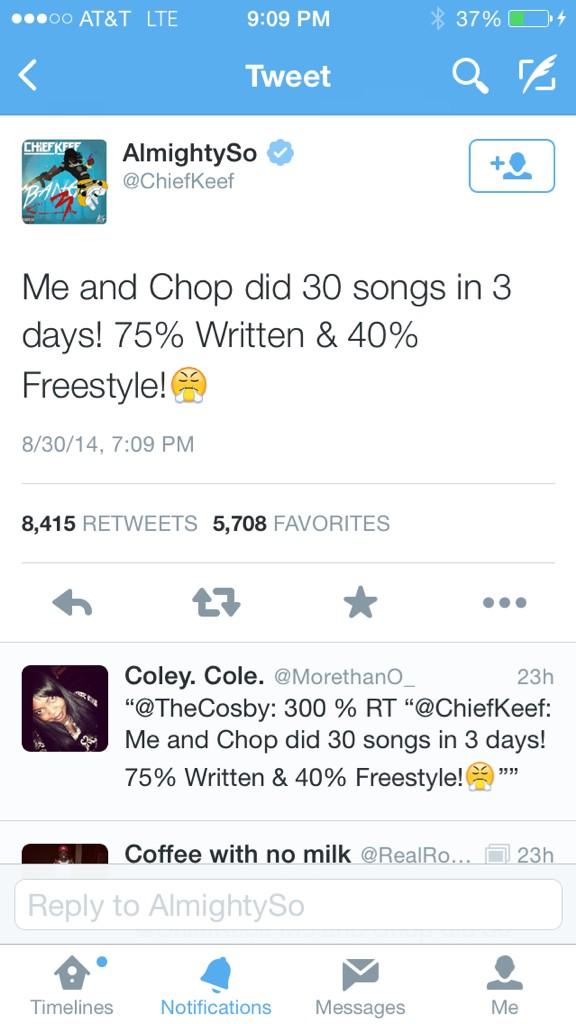 AT&T LTE 9:09 PM 37%
Tweet
CHIEF KEEF
BANG 3
AlmightySo
@ChiefKeef
Me and Chop did 30 songs in 3
days! 75% Written & 40%
Freestyle!😤
8/30/14, 7:09 PM
8,415 RETWEETS 5,708 FAVORITES
Coley. Cole. @MorethanO_ 23h
“@TheCosby: 300 % RT “@ChiefKeef:
Me and Chop did 30 songs in 3 days!
75% Written & 40% Freestyle!😤””
Coffee with no milk @RealRo... 23h
Reply to AlmightySo
Timelines Notifications Messages Me